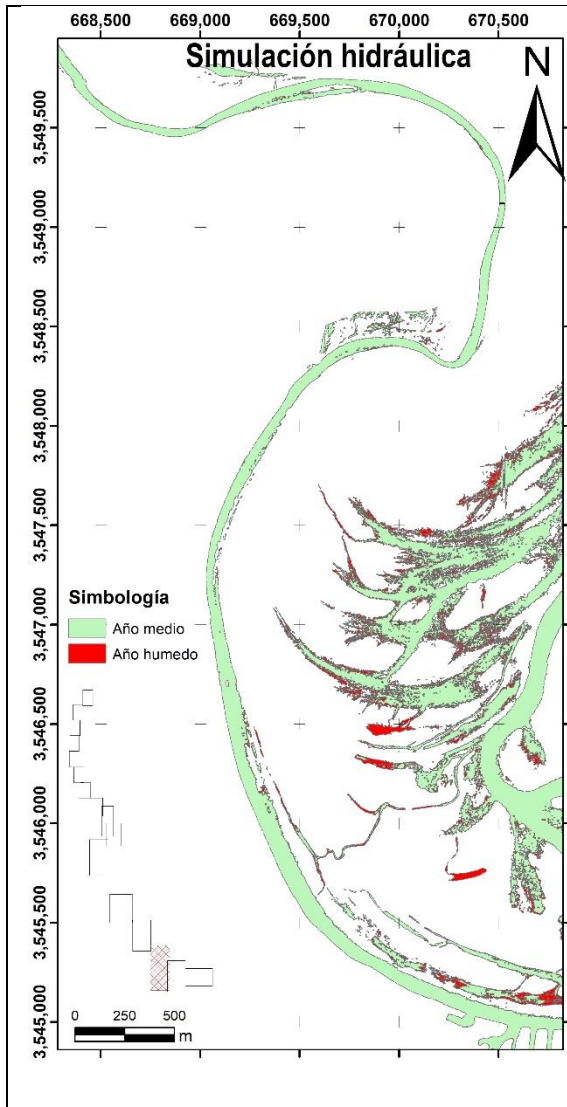 668,500 669,000 669,500 670,000 670,500
Simulación hidráulica
N
3,549,500
3,549,000
3,548,500
3,548,000
3,547,500
3,547,000
Simbología
Año medio
Año humedo
3,546,500
3,546,000
3,545,500
3,545,000
0 250 500
m